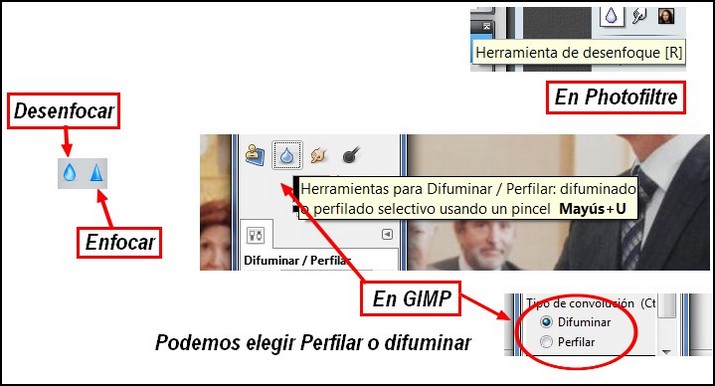 Herramienta de desenfoque [R]
En Photofiltre
Desenfocar
Enfocar
Herramientas para Difuminar / Perfilar: difuminado
o perfilado selectivo usando un pincel Mayús+U
Difuminar / Perfilar
En GIMP
Tipo de convolución (Ct
Difuminar
Perfilar
Podemos elegir Perfilar o difuminar